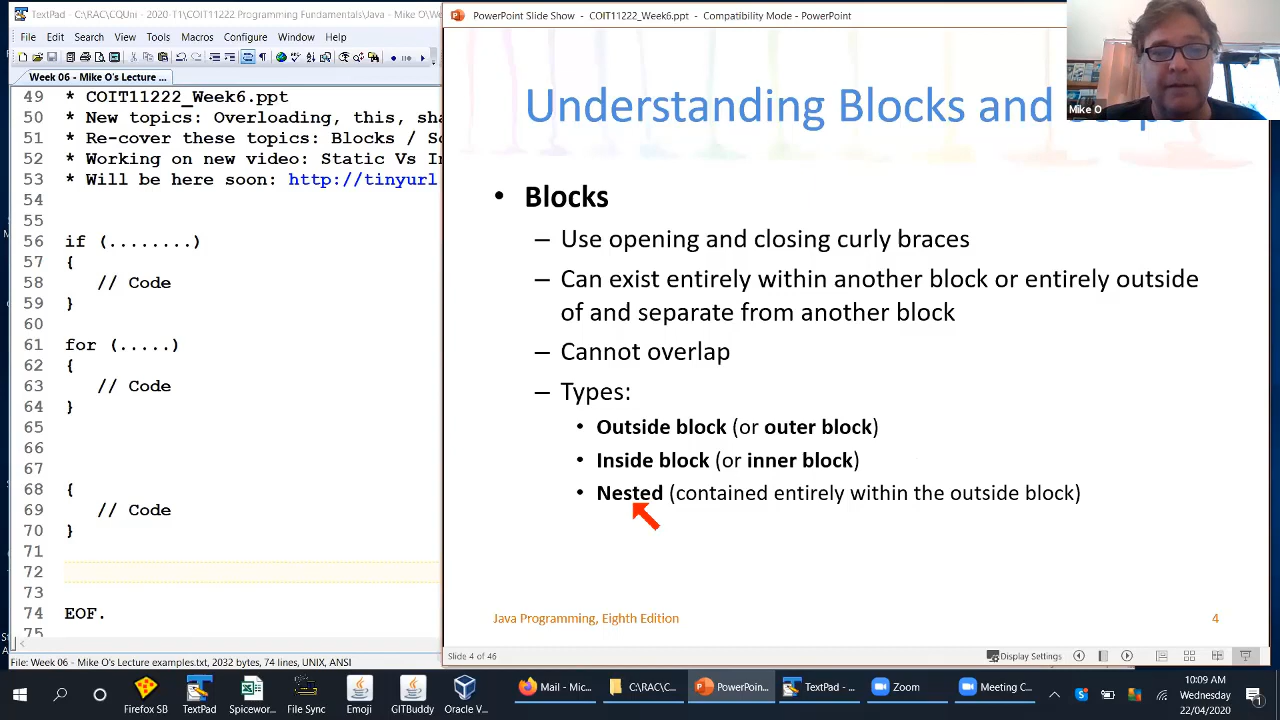 TextPad - C:\RAC\CQUni - 2020-T1\COIT11222 Programming Fundamentals\Java - Mike O's Le
PowerPoint Slide Show - COIT11222_Week6.ppt - Compatibility Mode - PowerPoint
File Edit Search View Tools Macros Configure Window Help
Week 06 - Mike O's Lecture ...
Mike O
49 * COIT11222_Week6.ppt
50 * New topics: Overloading, this, sha
51 * Re-cover these topics: Blocks / Sc
52 * Working on new video: Static Vs In
53 * Will be here soon: http://tinyurl
54
55
56 if (........)
57 {
58 // Code
59 }
60
61 for (.....)
62 {
63 // Code
64 }
65
66
67
68 {
69 // Code
70 }
71
72
73
74 EOF.
75
File: Week 06 - Mike O's Lecture examples.txt, 2032 bytes, 74 lines, UNIX, ANSI
Understanding Blocks and
• Blocks
– Use opening and closing curly braces
– Can exist entirely within another block or entirely outside
of and separate from another block
– Cannot overlap
– Types:
• Outside block (or outer block)
• Inside block (or inner block)
• Nested (contained entirely within the outside block)
Java Programming, Eighth Edition
4
Slide 4 of 46
Display Settings
Firefox SB
TextPad
Spicewor...
File Sync
Emoji
GITBuddy
Oracle V...
Mail - Mic...
C:\RAC\C...
PowerPoin...
TextPad - ...
Zoom
Meeting C...
10:09 AM
Wednesday
22/04/2020
1